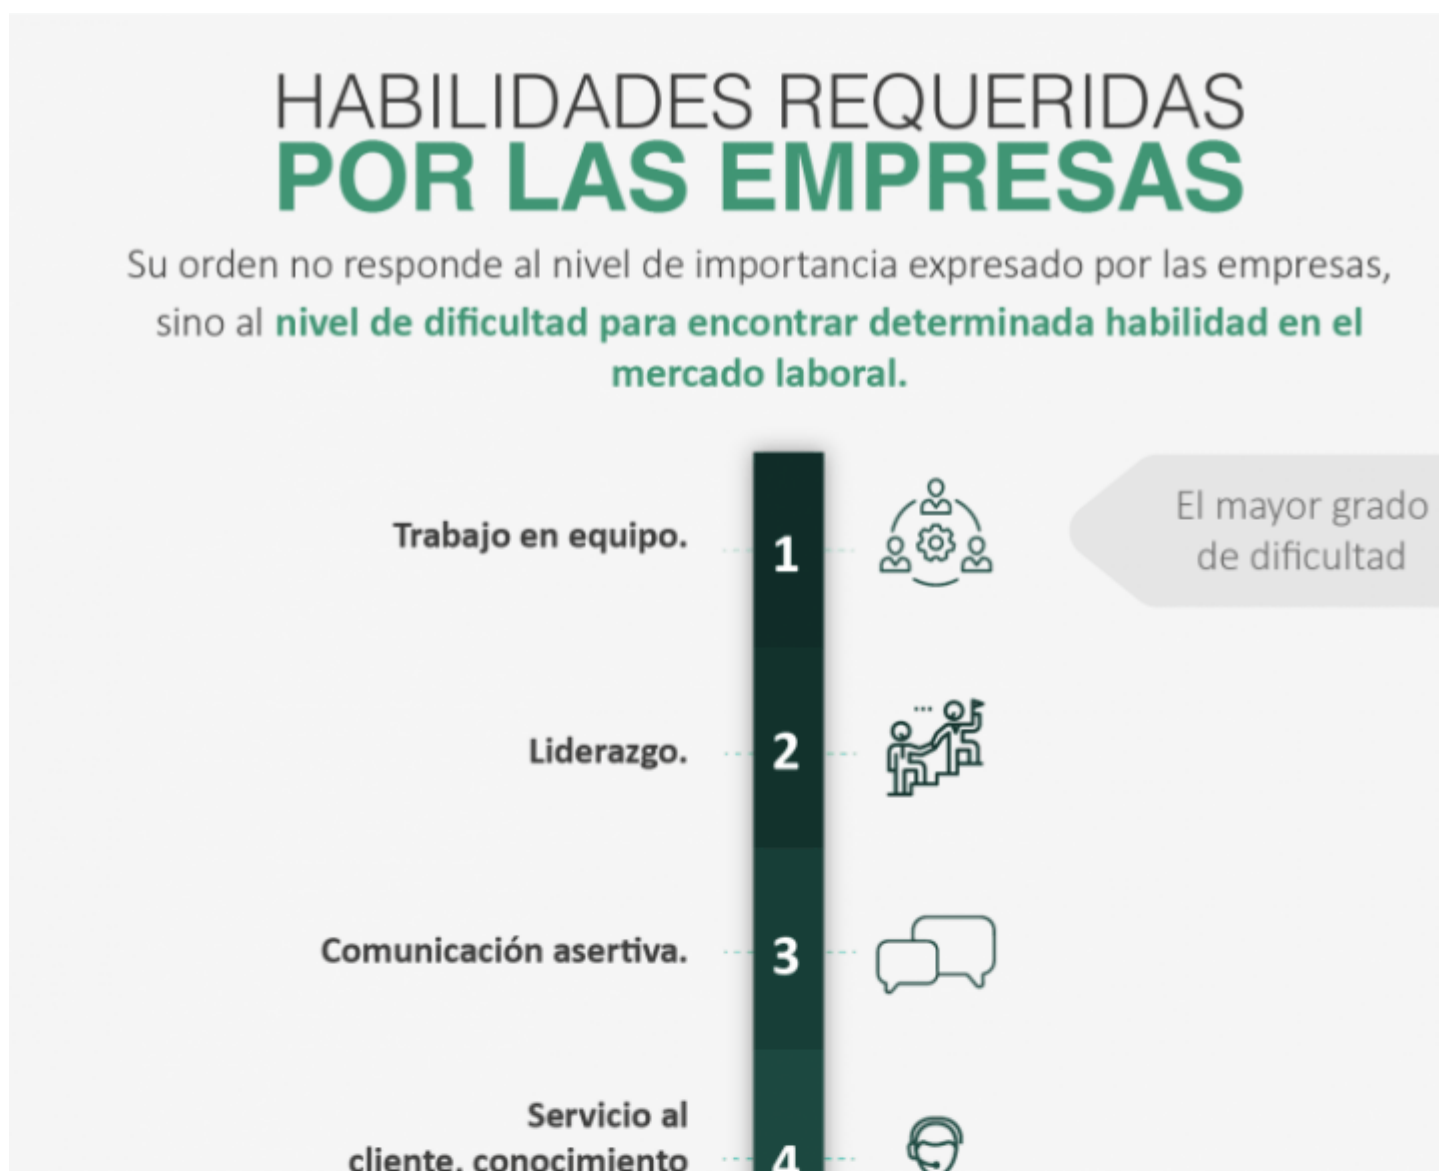 HABILIDADES REQUERIDAS
POR LAS EMPRESAS
Su orden no responde al nivel de importancia expresado por las empresas,
sino al nivel de dificultad para encontrar determinada habilidad en el
mercado laboral.
Trabajo en equipo.
1
El mayor grado
de dificultad
Liderazgo.
2
Comunicación asertiva.
3
Servicio al
cliente, conocimiento
4